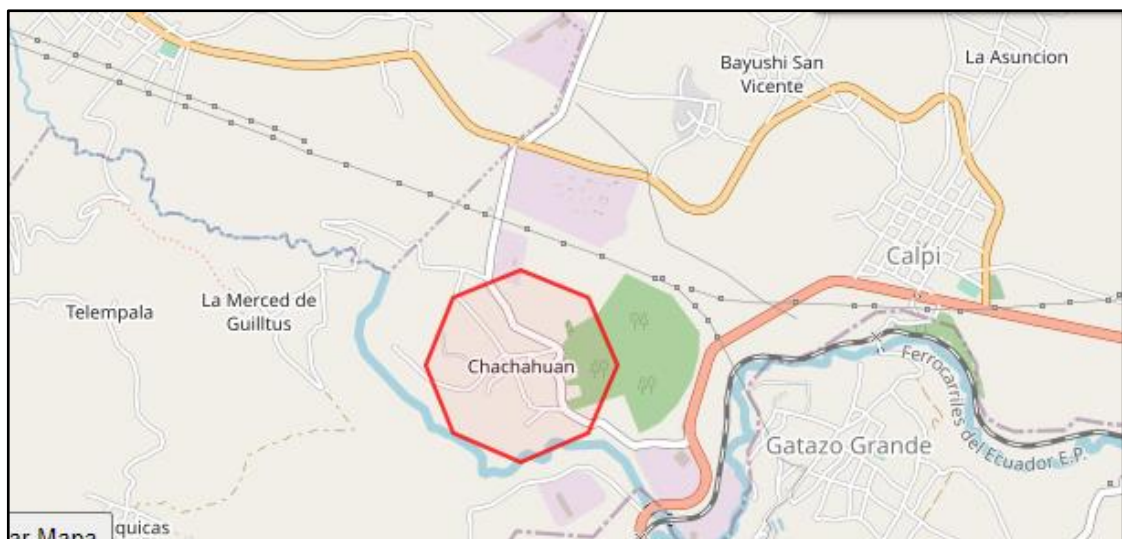 Bayushi San
Vicente
La Asuncion
Calpi
La Merced de
Guilltus
Telempala
Chachahuan
Gatazo Grande
Ferrocarriles del Ecuador E.P.
quicas
ar Mapa